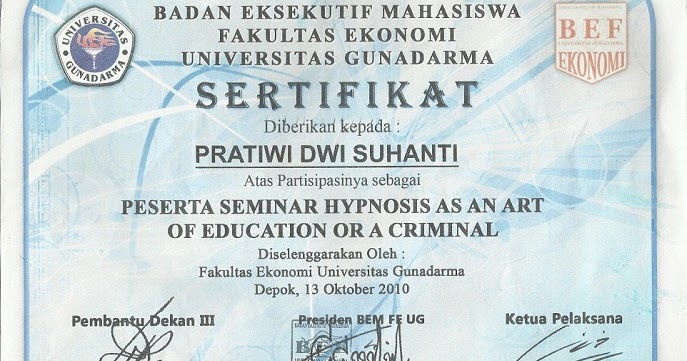 BADAN EKSEKUTIF MAHASISWA
FAKULTAS EKONOMI
UNIVERSITAS GUNADARMA
UNIVERSITAS
GUNADARMA
BEF
EKONOMI
SERTIFIKAT
Diberikan kepada :
PRATIWI DWI SUHANTI
Atas Partisipasinya sebagai
PESERTA SEMINAR HYPNOSIS AS AN ART
OF EDUCATION OR A CRIMINAL
Diselenggarakan Oleh :
Fakultas Ekonomi Universitas Gunadarma
Depok, 13 Oktober 2010
Pembantu Dekan III
Presiden BEM FE UG
Ketua Pelaksana